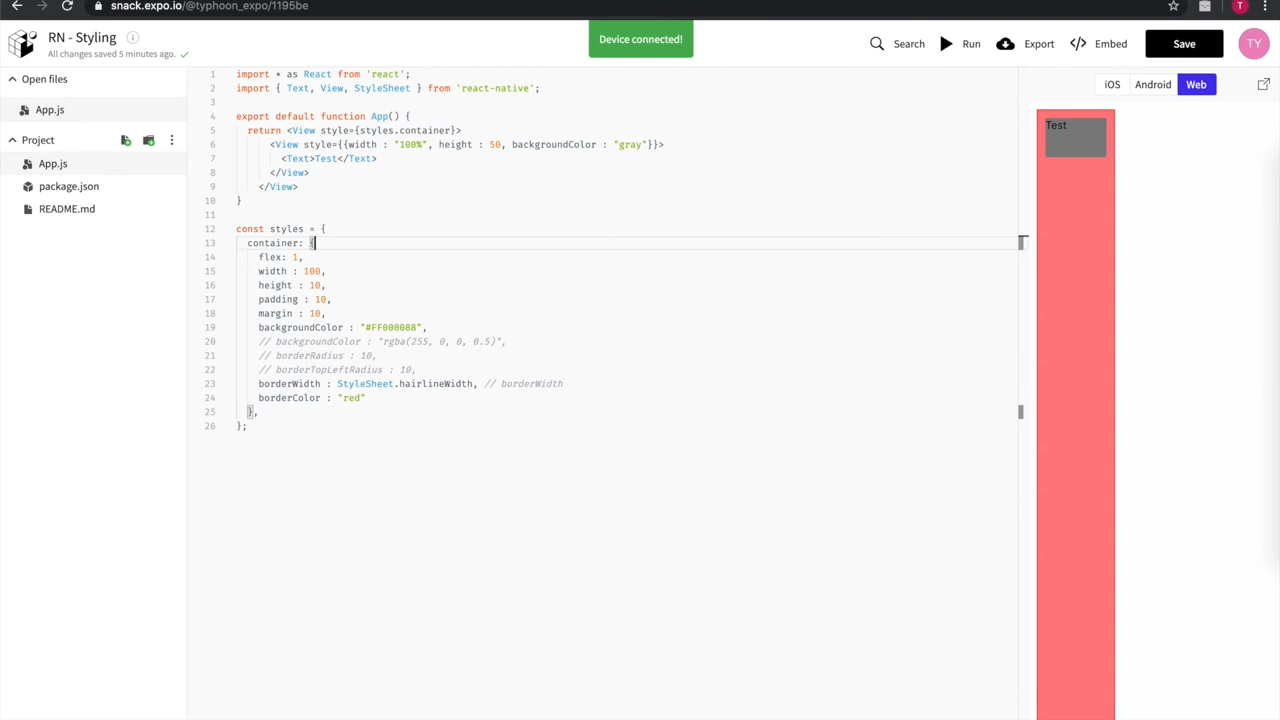 snack.expo.io/@typhoon_expo/1195be
T
RN - Styling
All changes saved 5 minutes ago.
Device connected!
Search
Run
Export
Embed
Save
TY
Open files
App.js
Project
App.js
package.json
README.md
1 import * as React from 'react';
2 import { Text, View, StyleSheet } from 'react-native';
3
4 export default function App() {
5 return <View style={styles.container}>
6 <View style={{width : "100%", height : 50, backgroundColor : "gray"}}>
7 <Text>Test</Text>
8 </View>
9 </View>
10 }
11
12 const styles = {
13 container: {
14 flex: 1,
15 width : 100,
16 height : 10,
17 padding : 10,
18 margin : 10,
19 backgroundColor : "#FF000088",
20 // backgroundColor : "rgba(255, 0, 0, 0.5)",
21 // borderRadius : 10,
22 // borderTopLeftRadius : 10,
23 borderWidth : StyleSheet.hairlineWidth, // borderWidth
24 borderColor : "red"
25 },
26 };
iOS
Android
Web
Test